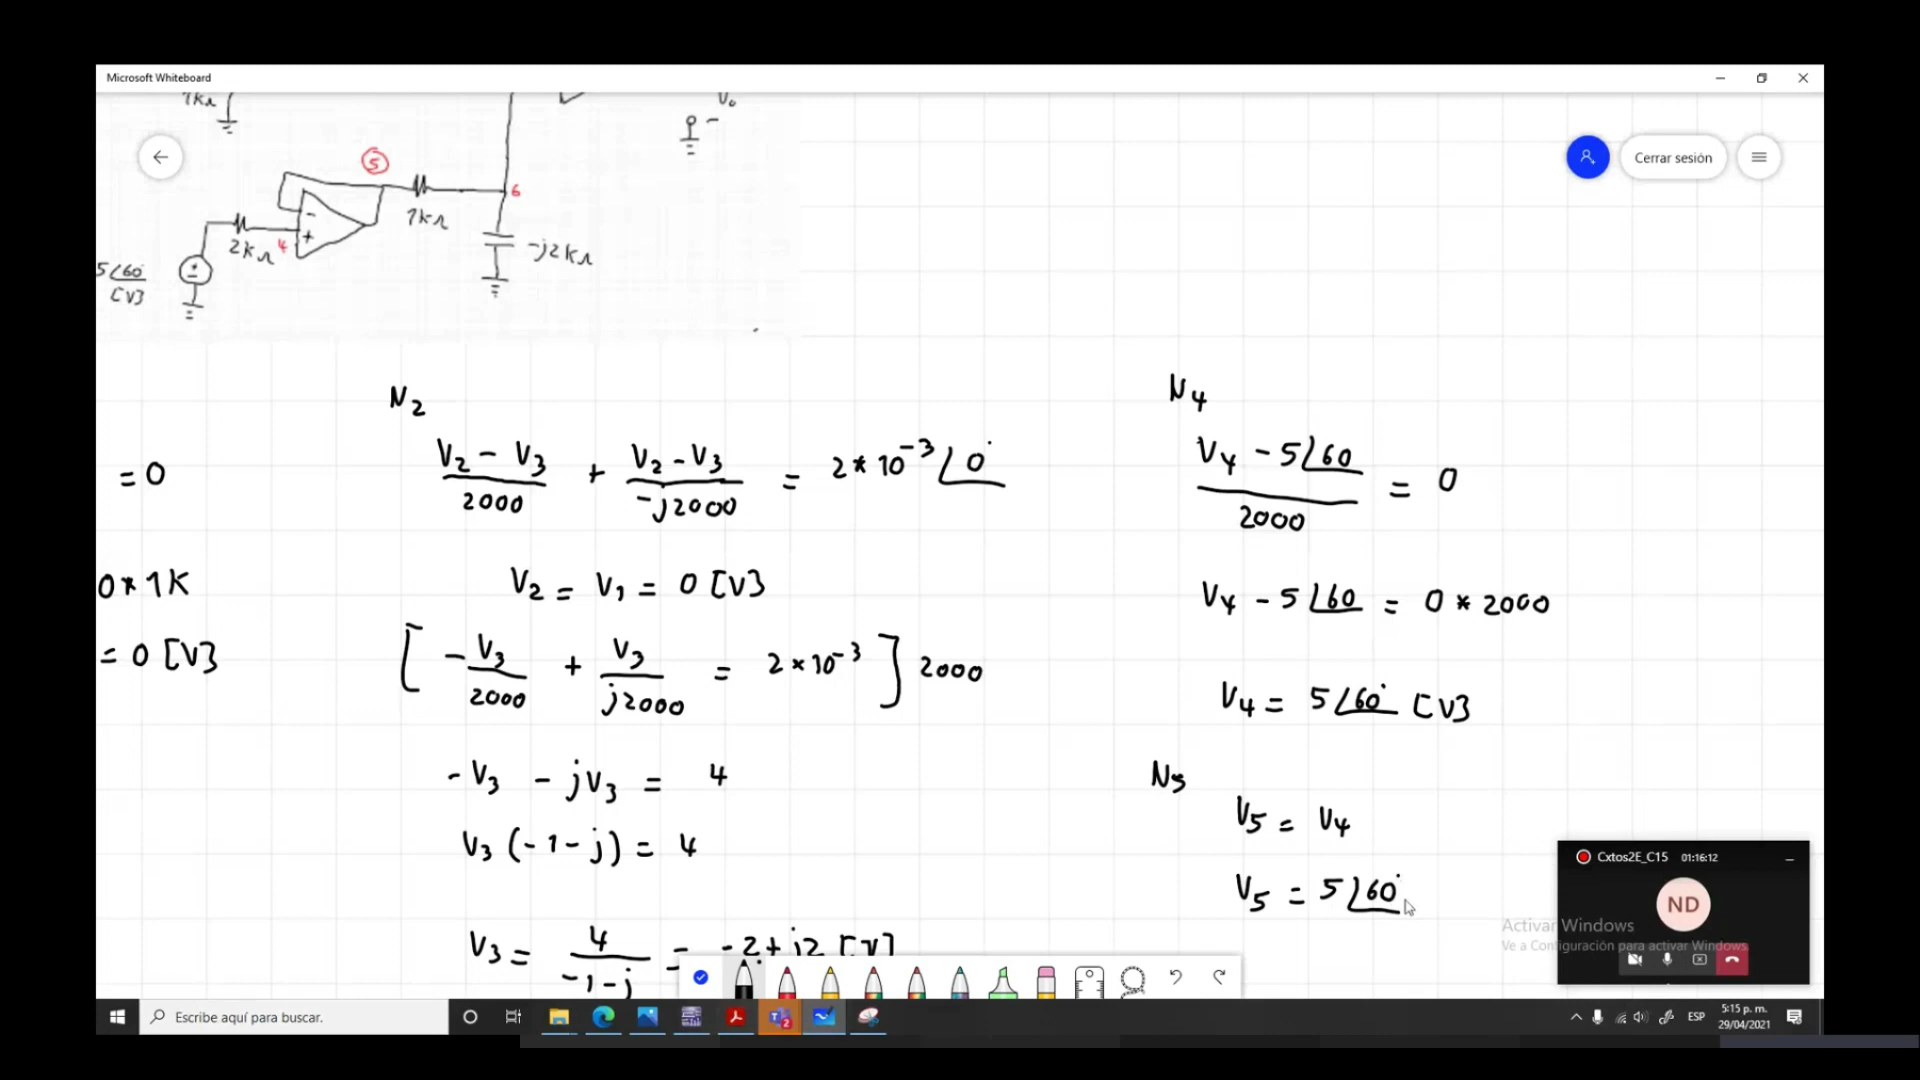 Microsoft Whiteboard
1kΩ
V₀
-
Cerrar sesión
5
6
1kΩ
2kΩ
4
- +
-j2kΩ
5∠60°
[V]
+ -
N₂
(V₂ - V₃)/2000 + (V₂ - V₃)/(-j2000) = 2*10⁻³ ∠0°
V₂ = V₁ = 0 [V]
[ -V₃/2000 + V₃/j2000 = 2×10⁻³ ] 2000
-V₃ - jV₃ = 4
V₃ (-1 - j) = 4
V₃ = 4/(-1-j) = -2 + j2 [V]
= 0
0*1K
= 0 [V]
N₄
(V₄ - 5∠60)/2000 = 0
V₄ - 5∠60 = 0 * 2000
V₄ = 5∠60° [V]
N5
V₅ = V₄
V₅ = 5∠60°
Cxtos2E_C15 01:16:12
ND
Activar Windows
Ve a Configuración para activar Windows.
Escribe aquí para buscar.
ESP
5:15 p. m.
29/04/2021